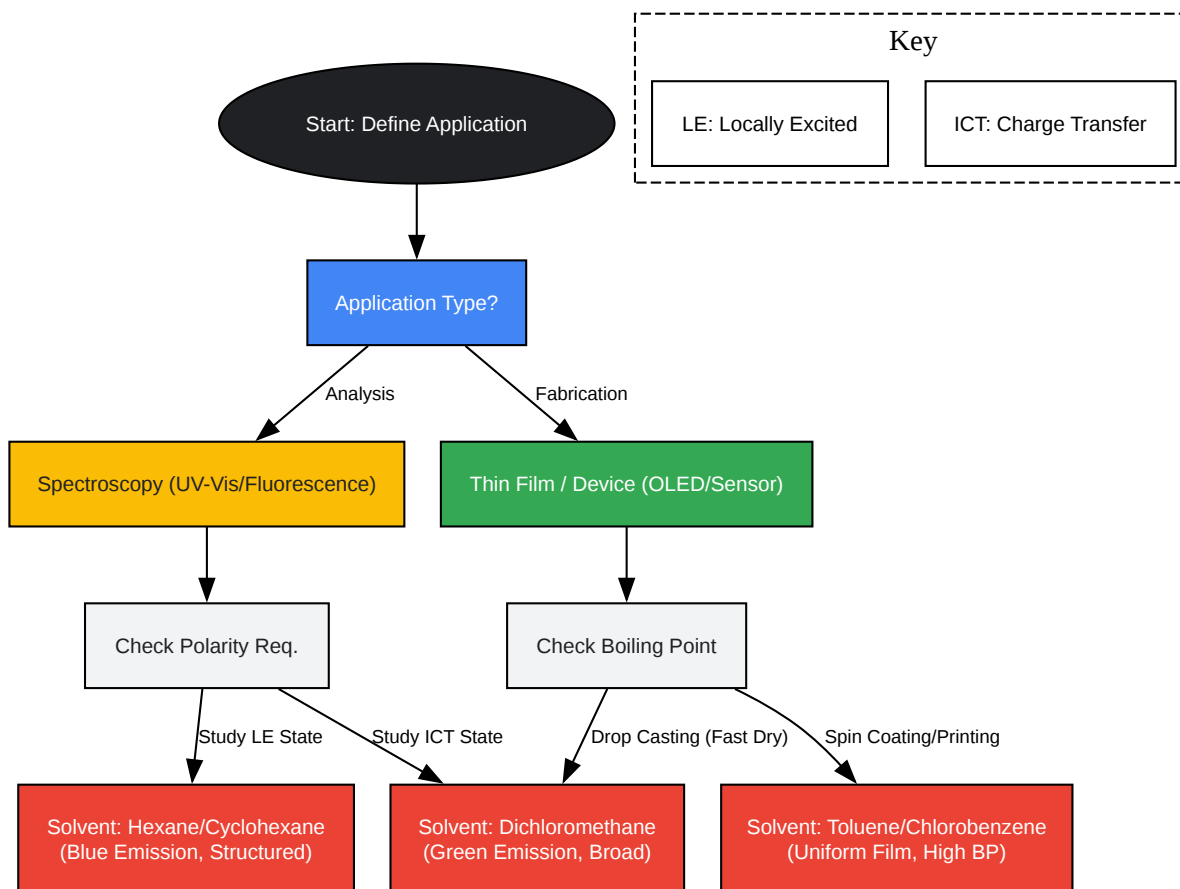 Key
LE: Locally Excited
ICT: Charge Transfer
Start: Define Application
Application Type?
Analysis
Fabrication
Spectroscopy (UV-Vis/Fluorescence)
Thin Film / Device (OLED/Sensor)
Check Polarity Req.
Check Boiling Point
Study LE State
Study ICT State
Drop Casting (Fast Dry)
Spin Coating/Printing
Solvent: Hexane/Cyclohexane
(Blue Emission, Structured)
Solvent: Dichloromethane
(Green Emission, Broad)
Solvent: Toluene/Chlorobenzene
(Uniform Film, High BP)